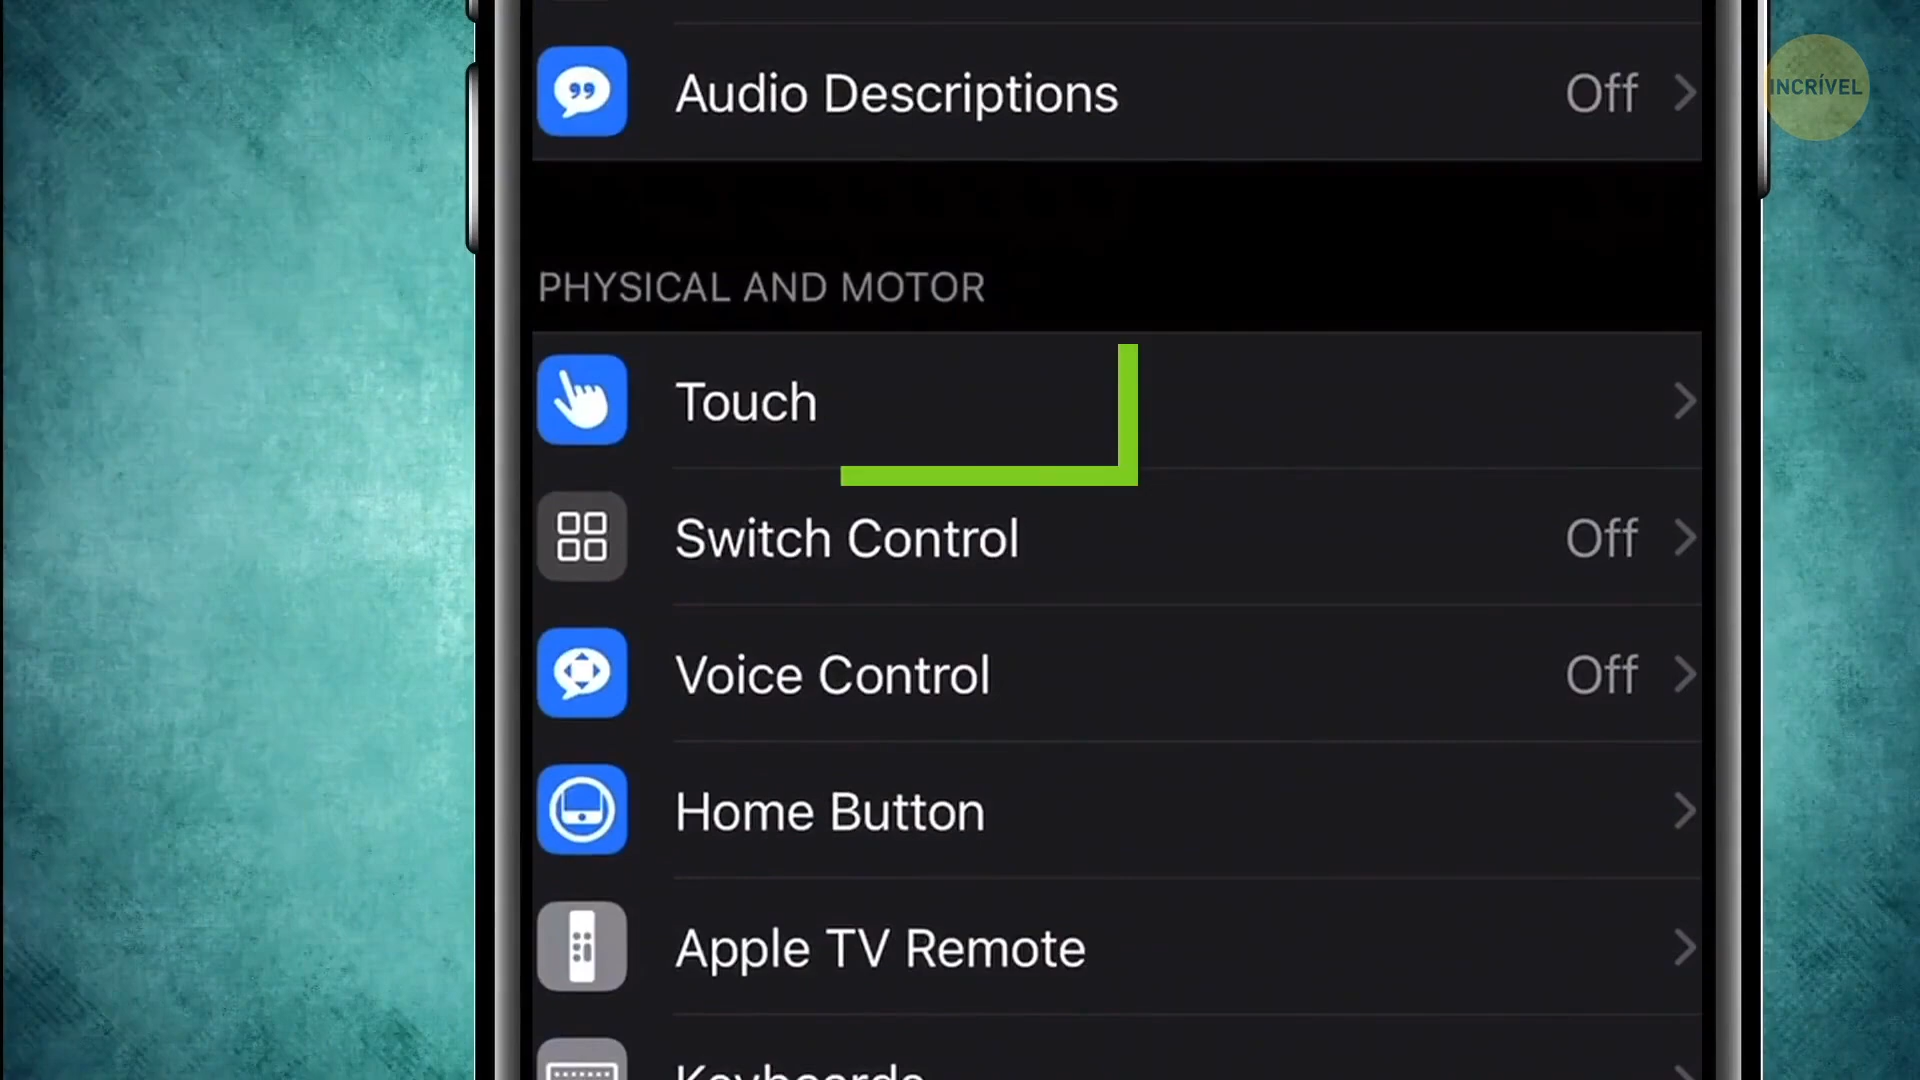 Audio Descriptions Off
INCRÍVEL
PHYSICAL AND MOTOR
Touch
Switch Control Off
Voice Control Off
Home Button
Apple TV Remote
Keyboards